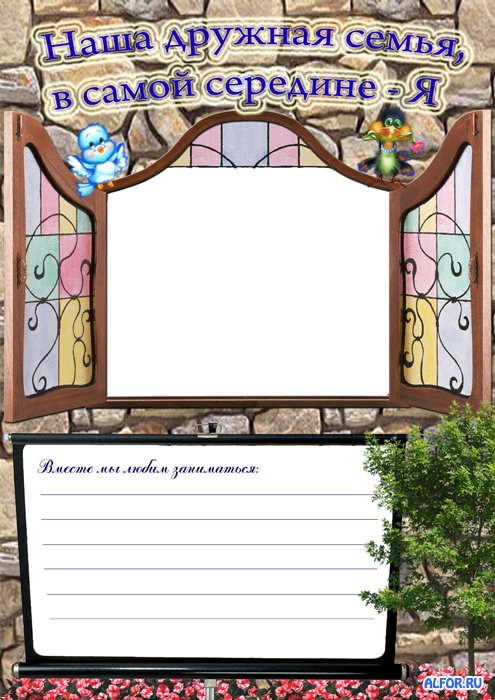 Наша дружная семья,
в самой середине - Я
Вместе мы любим заниматься:
ALFOR.RU